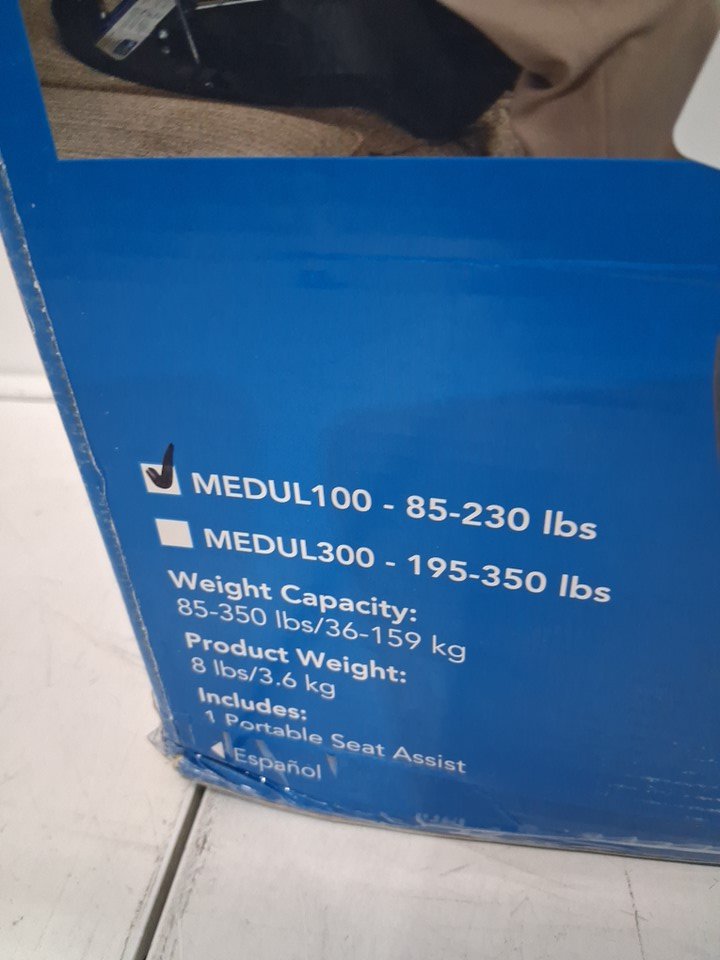 MEDUL100 - 85-230 lbs
MEDUL300 - 195-350 lbs
Weight Capacity:
85-350 lbs/36-159 kg
Product Weight:
8 lbs/3.6 kg
Includes:
1 Portable Seat Assist
Español